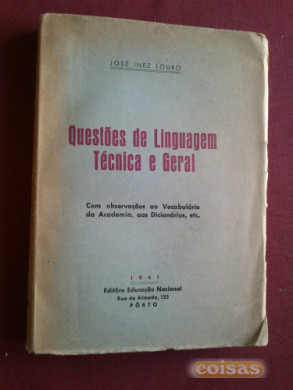 JOSÉ INEZ LOURO
Questões de Linguagem
Técnica e Geral
Com observações ao Vocabulário
da Academia, aos Dicionários, etc.
1941
Editôra Educação Nacional
Rua do Almada, 125
PÔRTO
coisas